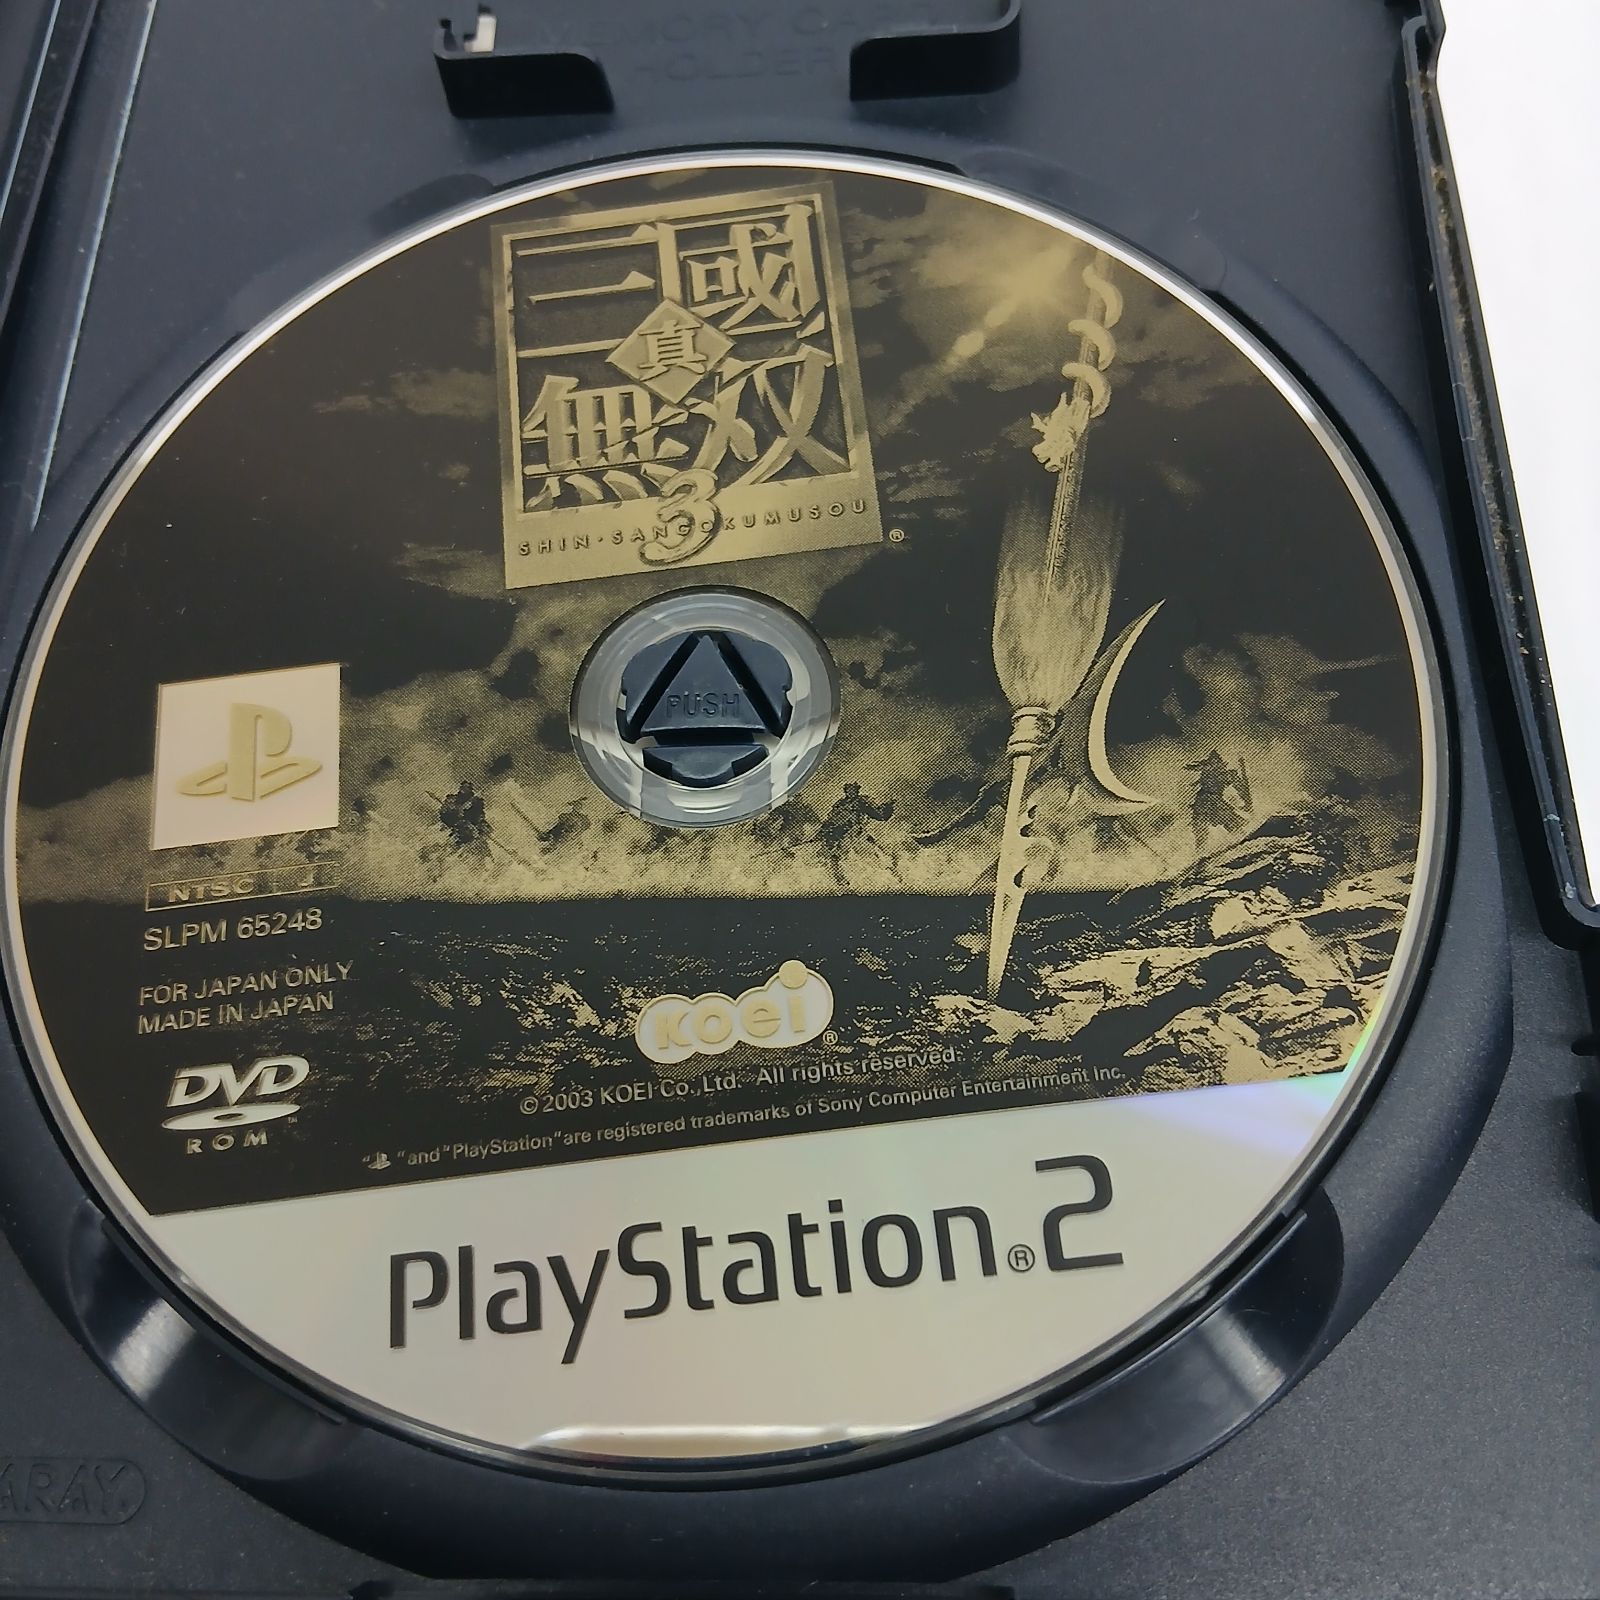 MEMORY CARD
HOLDER
三國
真
無双
3
SHIN·SANGOKUMUSOU
®
PUSH
NTSC J
SLPM 65248
FOR JAPAN ONLY
MADE IN JAPAN
DVD
ROM
™
KOEI®
©2003 KOEI Co.,Ltd. All rights reserved.
" " and "PlayStation" are registered trademarks of Sony Computer Entertainment Inc.
PlayStation®2
ARAY